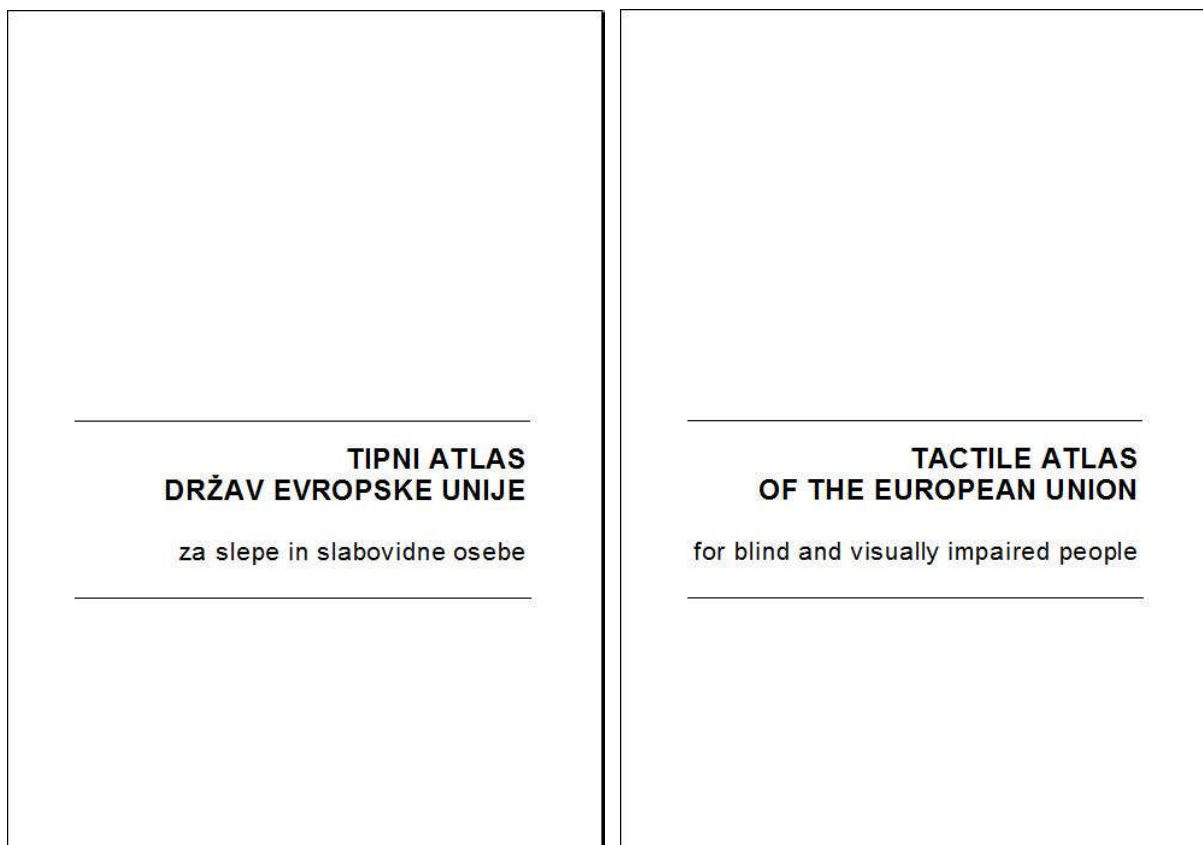 TIPNI ATLAS
DRŽAV EVROPSKE UNIJE
za slepe in slabovidne osebe
TACTILE ATLAS
OF THE EUROPEAN UNION
for blind and visually impaired people